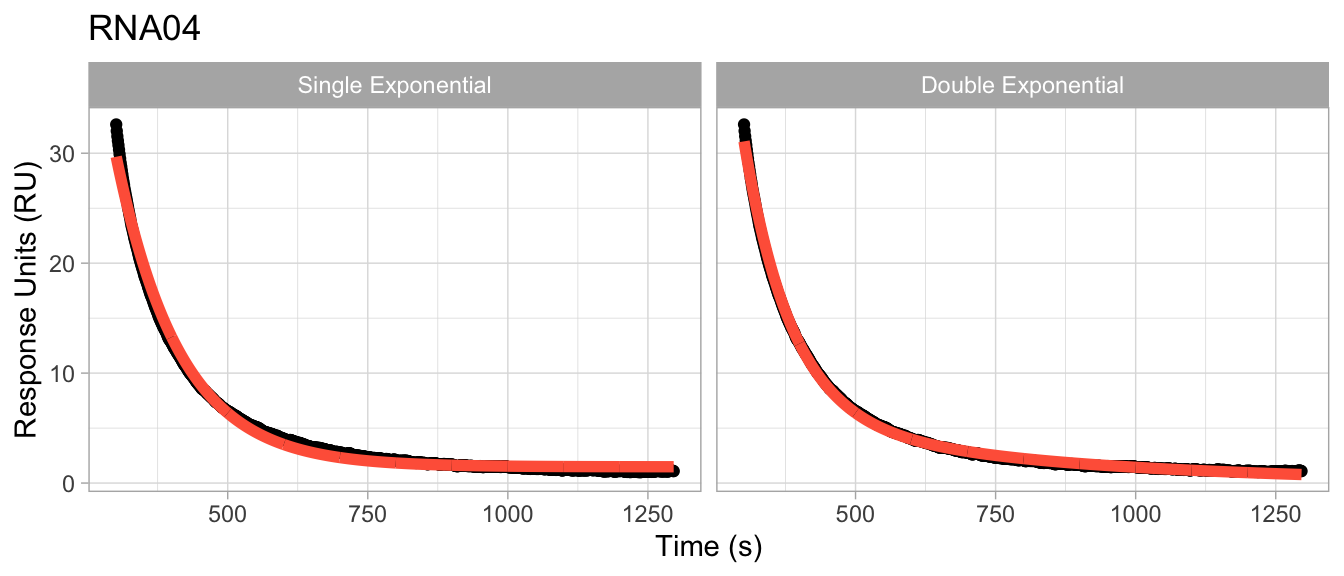 RNA04
Single Exponential
Double Exponential
Response Units (RU)
30
20
10
0
500 750 1000 1250
500 750 1000 1250
Time (s)